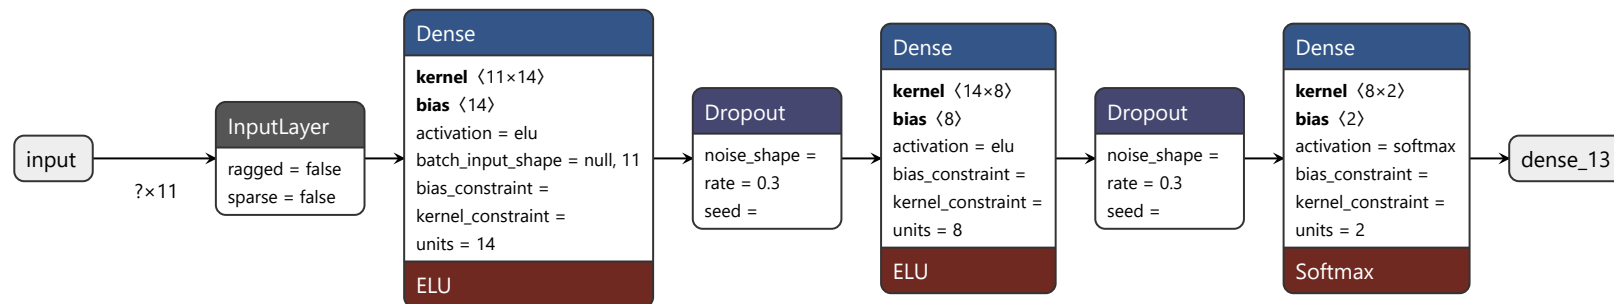 input
?×11
InputLayer
ragged = false
sparse = false
Dense
kernel 〈11×14〉
bias 〈14〉
activation = elu
batch_input_shape = null, 11
bias_constraint =
kernel_constraint =
units = 14
ELU
Dropout
noise_shape =
rate = 0.3
seed =
Dense
kernel 〈14×8〉
bias 〈8〉
activation = elu
bias_constraint =
kernel_constraint =
units = 8
ELU
Dropout
noise_shape =
rate = 0.3
seed =
Dense
kernel 〈8×2〉
bias 〈2〉
activation = softmax
bias_constraint =
kernel_constraint =
units = 2
Softmax
dense_13